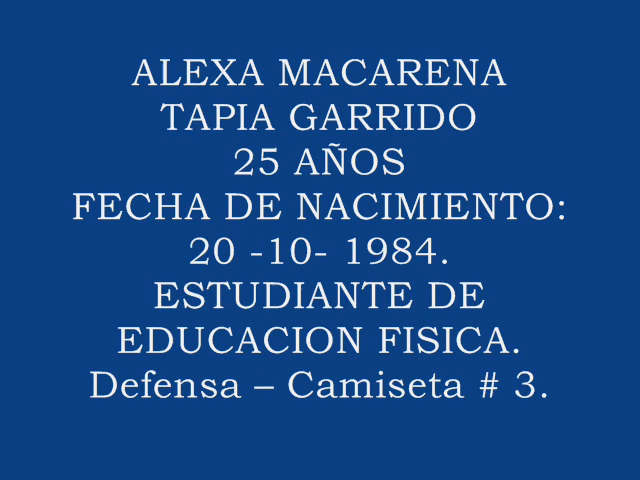 ALEXA MACARENA
TAPIA GARRIDO
25 AÑOS
FECHA DE NACIMIENTO:
20 -10- 1984.
ESTUDIANTE DE
EDUCACION FISICA.
Defensa – Camiseta # 3.